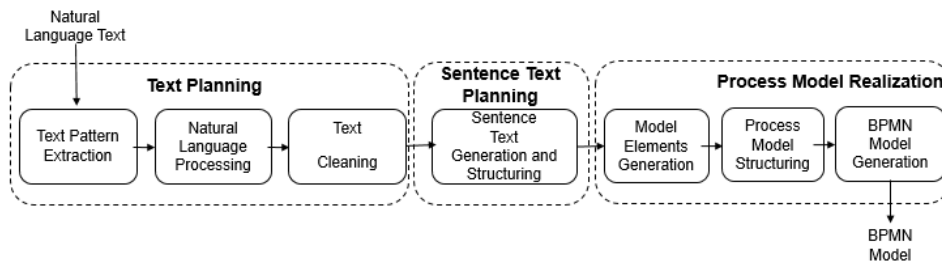 Natural
Language Text
Text Planning
Sentence Text
Planning
Process Model Realization
Text Pattern
Extraction
Natural
Language
Processing
Text
Cleaning
Sentence
Text
Generation and
Structuring
Model
Elements
Generation
Process
Model
Structuring
BPMN
Model
Generation
BPMN
Model